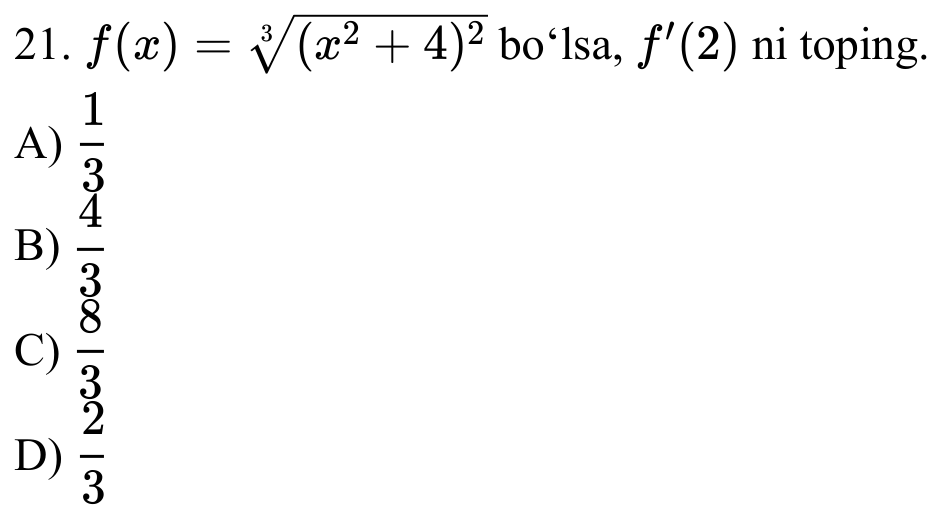 21. f(x) = ∛((x² + 4)²) bo‘lsa, f′(2) ni toping.
A) 1/3
B) 4/3
C) 8/3
D) 2/3